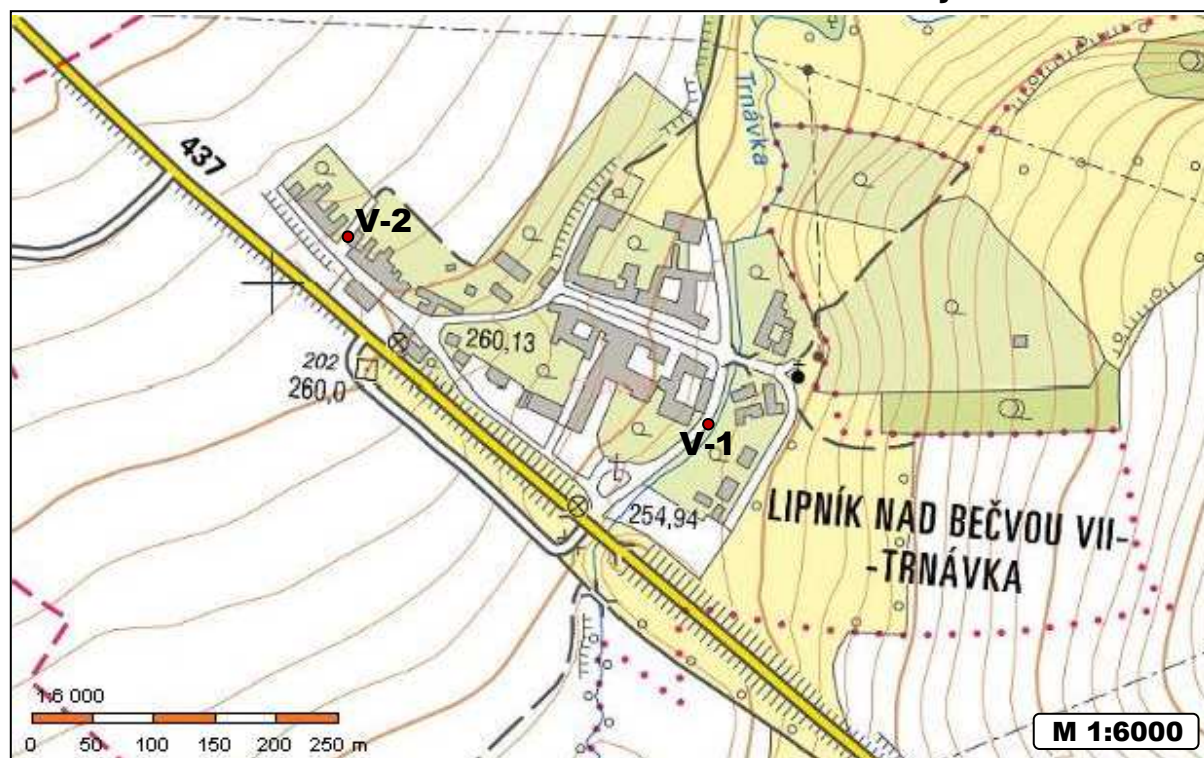 437
Trnávka
V-2
260,13
202
260,0
V-1
254,94
LIPNÍK NAD BEČVOU VII-
-TRNÁVKA
1:6 000
0 50 100 150 200 250 m
M 1:6000